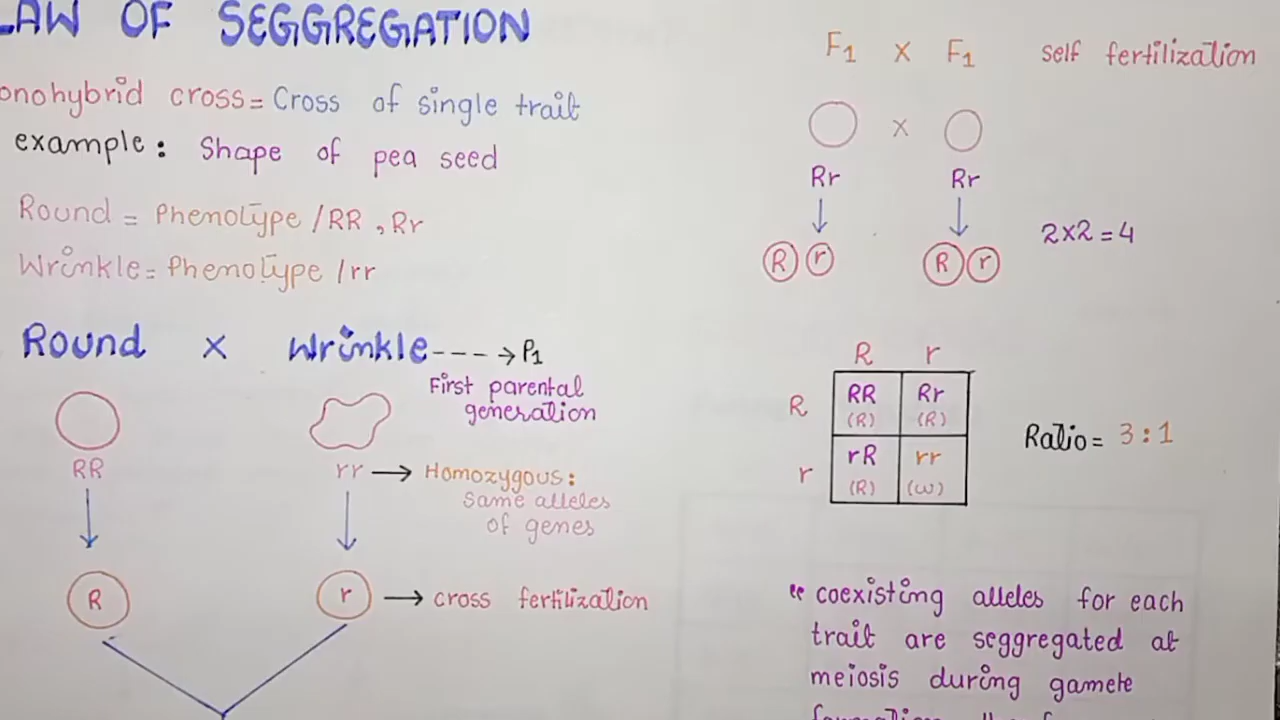 LAW OF SEGGREGATION
onohybrid cross = Cross of single trait
example: Shape of pea seed
Round = Phenotype / RR, Rr
Wrinkle = Phenotype / rr
Round x Wrinkle ----> P1
First parental
generation
RR
rr → Homozygous:
Same alleles
of genes
R
r → cross fertilization
F1 x F1 self fertilization
x
Rr Rr
R r R r
2x2=4
R r
R RR Rr
(R) (R)
r rR rr
(R) (w)
Ratio = 3:1
"coexisting alleles for each
trait are seggregated at
meiosis during gamete